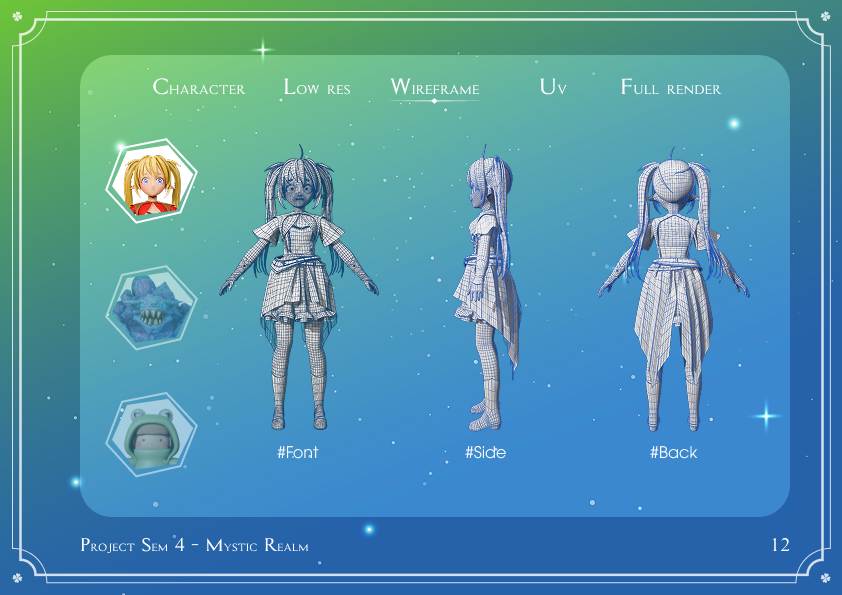 Character Low res Wireframe Uv Full render
#Font #Side #Back
Project Sem 4 - Mystic Realm 12